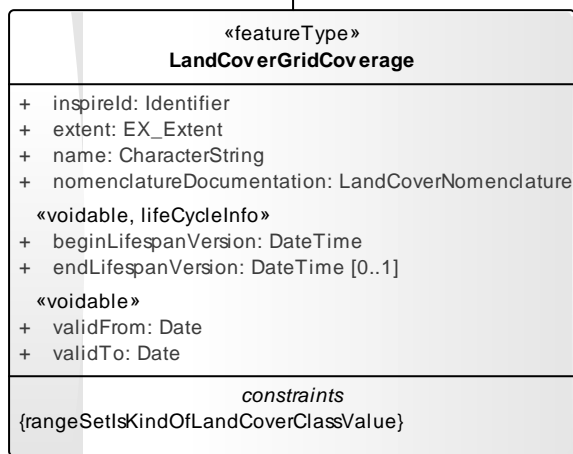 «featureType»
LandCoverGridCoverage
+ inspireId: Identifier
+ extent: EX_Extent
+ name: CharacterString
+ nomenclatureDocumentation: LandCoverNomenclature
«voidable, lifeCycleInfo»
+ beginLifespanVersion: DateTime
+ endLifespanVersion: DateTime [0..1]
«voidable»
+ validFrom: Date
+ validTo: Date
constraints
{rangeSetIsKindOfLandCoverClassValue}